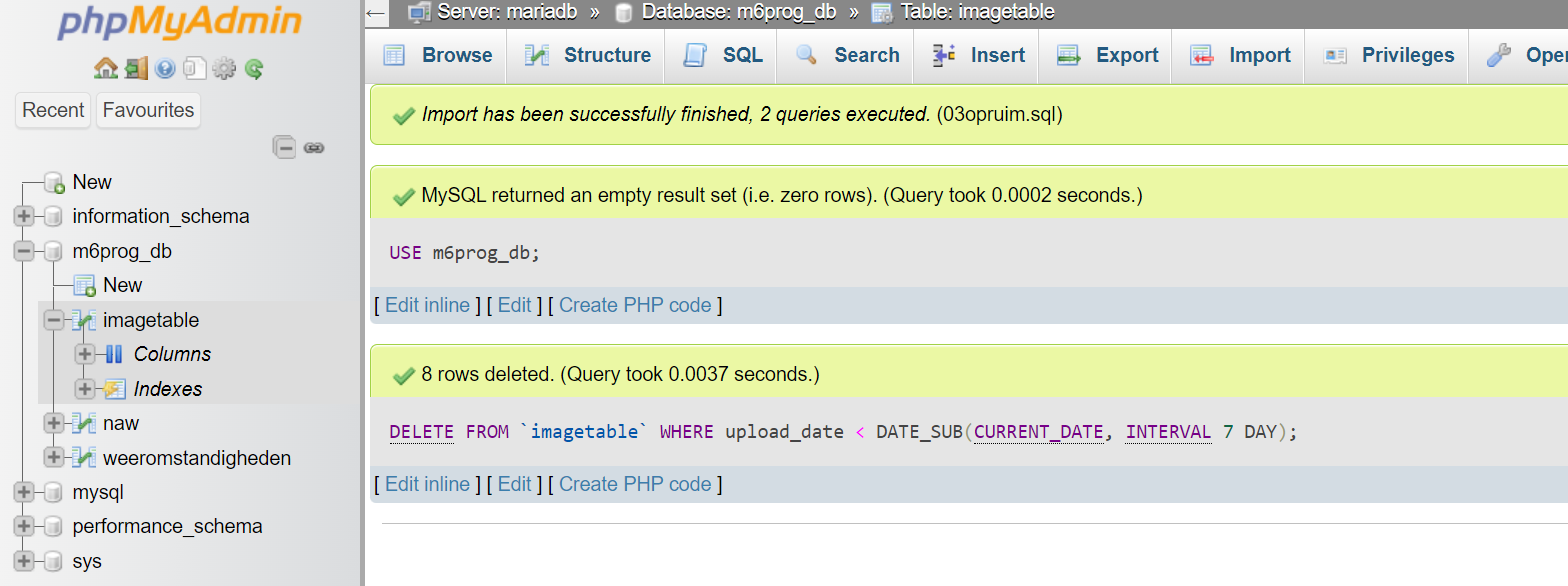 phpMyAdmin
Recent Favourites
New
information_schema
m6prog_db
New
imagetable
Columns
Indexes
naw
weeromstandigheden
mysql
performance_schema
sys
Server: mariadb » Database: m6prog_db » Table: imagetable
Browse Structure SQL Search Insert Export Import Privileges Oper
Import has been successfully finished, 2 queries executed. (03opruim.sql)
MySQL returned an empty result set (i.e. zero rows). (Query took 0.0002 seconds.)
USE m6prog_db;
[ Edit inline ] [ Edit ] [ Create PHP code ]
8 rows deleted. (Query took 0.0037 seconds.)
DELETE FROM `imagetable` WHERE upload_date < DATE_SUB(CURRENT_DATE, INTERVAL 7 DAY);
[ Edit inline ] [ Edit ] [ Create PHP code ]